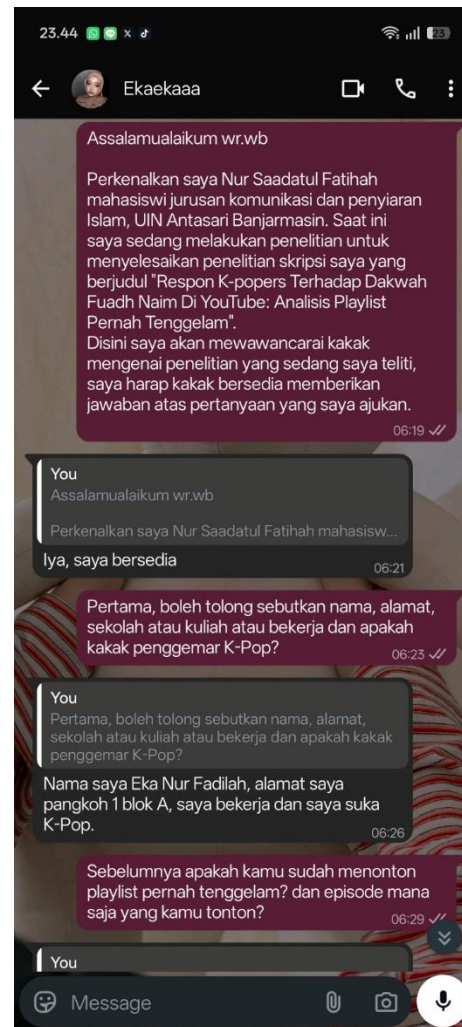 23.44
23
Ekaekaaa
Assalamualaikum wr.wb
Perkenalkan saya Nur Saadatul Fatihah
mahasiswi jurusan komunikasi dan penyiaran
Islam, UIN Antasari Banjarmasin. Saat ini
saya sedang melakukan penelitian untuk
menyelesaikan penelitian skripsi saya yang
berjudul "Respon K-popers Terhadap Dakwah
Fuadh Naim Di YouTube: Analisis Playlist
Pernah Tenggelam".
Disini saya akan mewawancarai kakak
mengenai penelitian yang sedang saya teliti,
saya harap kakak bersedia memberikan
jawaban atas pertanyaan yang saya ajukan.
06:19
You
Assalamualaikum wr.wb
Perkenalkan saya Nur Saadatul Fatihah mahasisw...
Iya, saya bersedia
06:21
Pertama, boleh tolong sebutkan nama, alamat,
sekolah atau kuliah atau bekerja dan apakah
kakak penggemar K-Pop?
06:23
You
Pertama, boleh tolong sebutkan nama, alamat,
sekolah atau kuliah atau bekerja dan apakah kakak
penggemar K-Pop?
Nama saya Eka Nur Fadilah, alamat saya
pangkoh 1 blok A, saya bekerja dan saya suka
K-Pop.
06:26
Sebelumnya apakah kamu sudah menonton
playlist pernah tenggelam? dan episode mana
saja yang kamu tonton?
06:29
You
Message